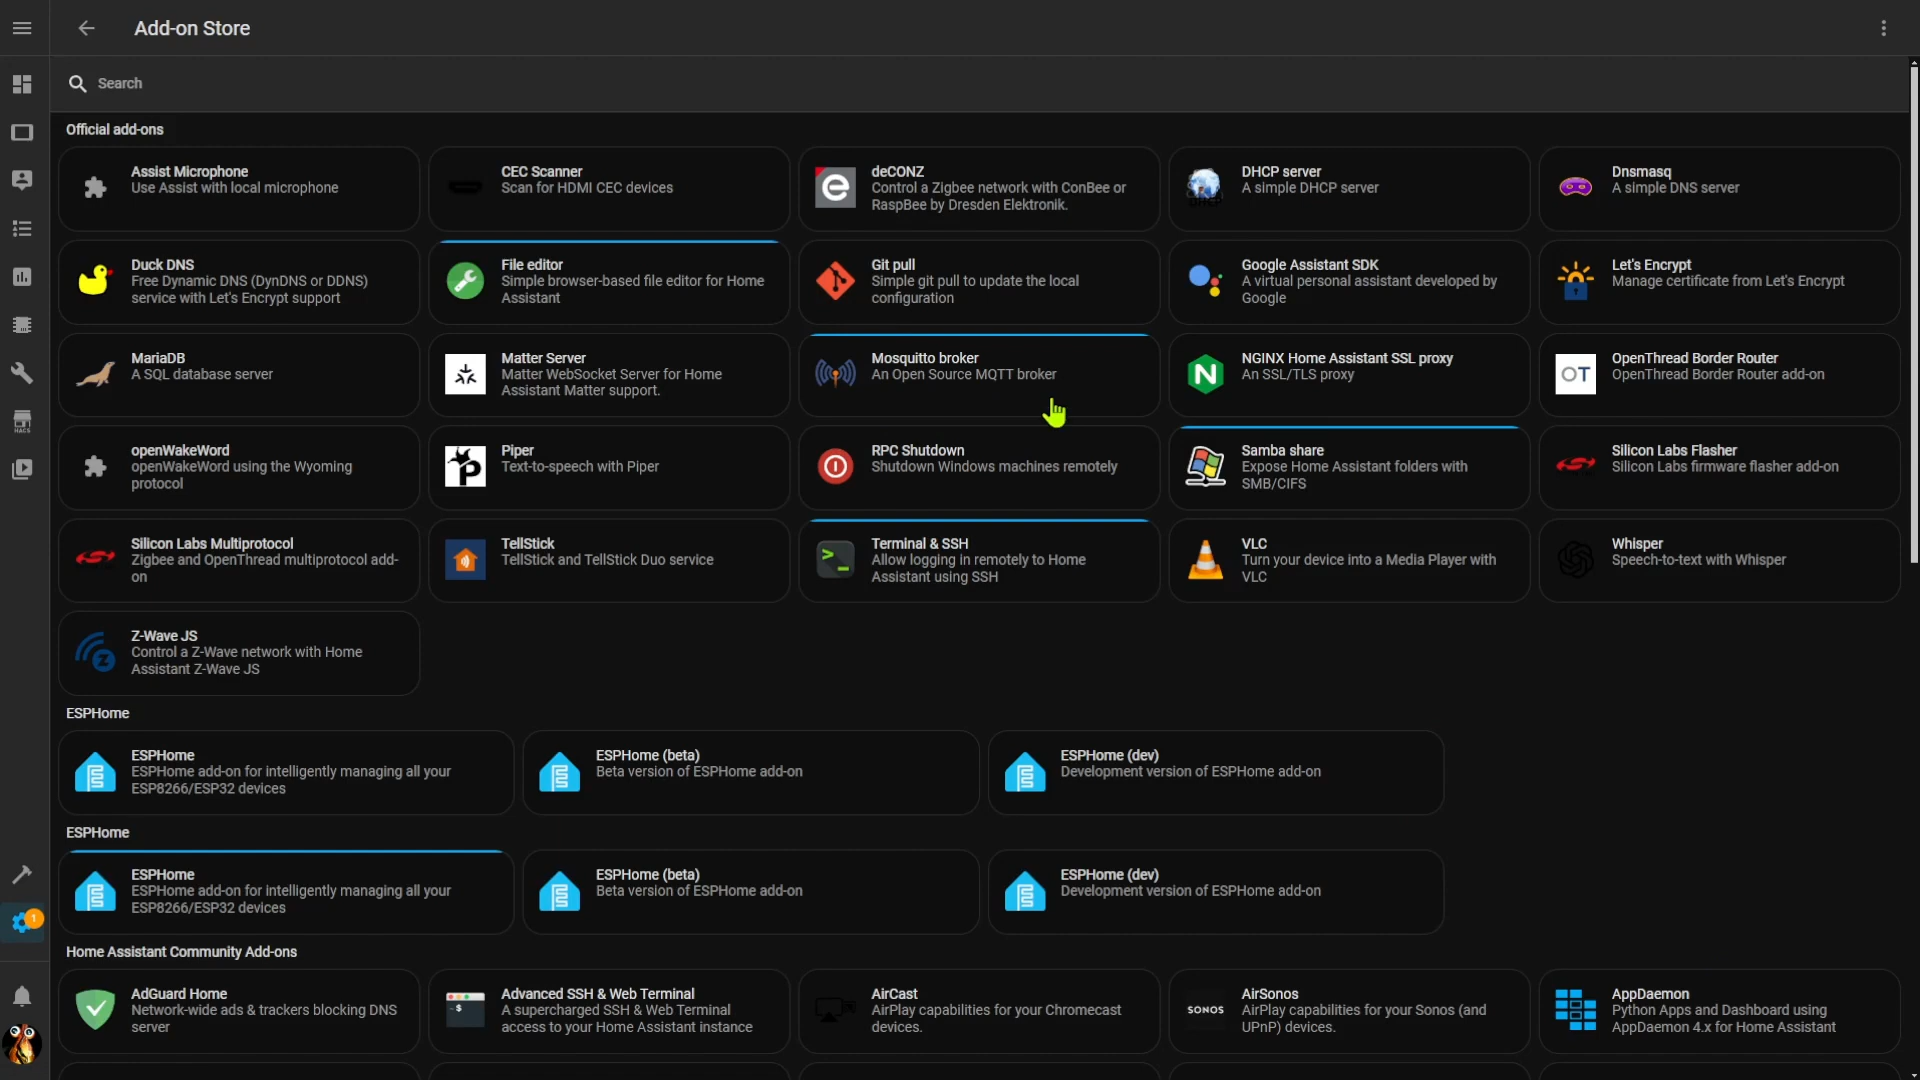 Add-on Store
Search
Official add-ons
Assist Microphone
Use Assist with local microphone
CEC Scanner
Scan for HDMI CEC devices
deCONZ
Control a Zigbee network with ConBee or
RaspBee by Dresden Elektronik.
DHCP server
A simple DHCP server
Dnsmasq
A simple DNS server
Duck DNS
Free Dynamic DNS (DynDNS or DDNS)
service with Let's Encrypt support
File editor
Simple browser-based file editor for Home
Assistant
Git pull
Simple git pull to update the local
configuration
Google Assistant SDK
A virtual personal assistant developed by
Google
Let's Encrypt
Manage certificate from Let's Encrypt
MariaDB
A SQL database server
Matter Server
Matter WebSocket Server for Home
Assistant Matter support.
Mosquitto broker
An Open Source MQTT broker
N
NGINX Home Assistant SSL proxy
An SSL/TLS proxy
OT
OpenThread Border Router
OpenThread Border Router add-on
HACS
openWakeWord
openWakeWord using the Wyoming
protocol
Piper
Text-to-speech with Piper
RPC Shutdown
Shutdown Windows machines remotely
Samba share
Expose Home Assistant folders with
SMB/CIFS
Silicon Labs Flasher
Silicon Labs firmware flasher add-on
Silicon Labs Multiprotocol
Zigbee and OpenThread multiprotocol add-
on
TellStick
TellStick and TellStick Duo service
Terminal & SSH
Allow logging in remotely to Home
Assistant using SSH
VLC
Turn your device into a Media Player with
VLC
Whisper
Speech-to-text with Whisper
Z-Wave JS
Control a Z-Wave network with Home
Assistant Z-Wave JS
ESPHome
ESPHome
ESPHome add-on for intelligently managing all your
ESP8266/ESP32 devices
ESPHome (beta)
Beta version of ESPHome add-on
ESPHome (dev)
Development version of ESPHome add-on
ESPHome
ESPHome
ESPHome add-on for intelligently managing all your
ESP8266/ESP32 devices
ESPHome (beta)
Beta version of ESPHome add-on
ESPHome (dev)
Development version of ESPHome add-on
1
Home Assistant Community Add-ons
AdGuard Home
Network-wide ads & trackers blocking DNS
server
Advanced SSH & Web Terminal
A supercharged SSH & Web Terminal
access to your Home Assistant instance
AirCast
AirPlay capabilities for your Chromecast
devices.
SONOS
AirSonos
AirPlay capabilities for your Sonos (and
UPnP) devices.
AppDaemon
Python Apps and Dashboard using
AppDaemon 4.x for Home Assistant